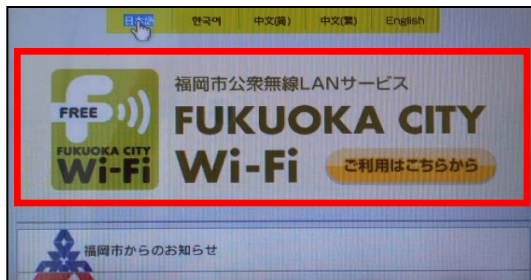 日本語 한국어 中文(簡) 中文(繁) English
FREE
FUKUOKA CITY
Wi-Fi
福岡市公衆無線LANサービス
FUKUOKA CITY
Wi-Fi
ご利用はこちらから
福岡市からのお知らせ